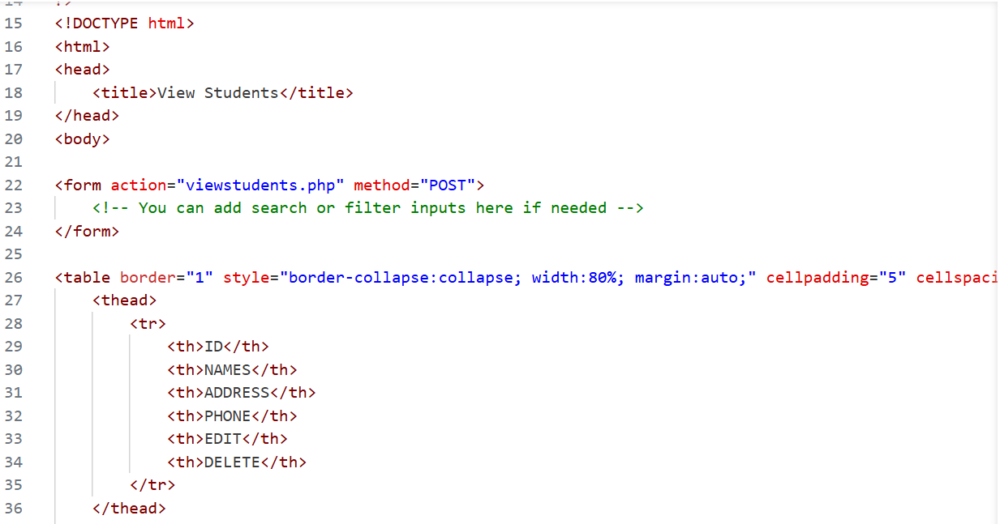 15 <!DOCTYPE html>
16 <html>
17 <head>
18     <title>View Students</title>
19 </head>
20 <body>
21
22 <form action="viewstudents.php" method="POST">
23     <!-- You can add search or filter inputs here if needed -->
24 </form>
25
26 <table border="1" style="border-collapse:collapse; width:80%; margin:auto;" cellpadding="5" cellspaci
27     <thead>
28         <tr>
29             <th>ID</th>
30             <th>NAMES</th>
31             <th>ADDRESS</th>
32             <th>PHONE</th>
33             <th>EDIT</th>
34             <th>DELETE</th>
35         </tr>
36     </thead>